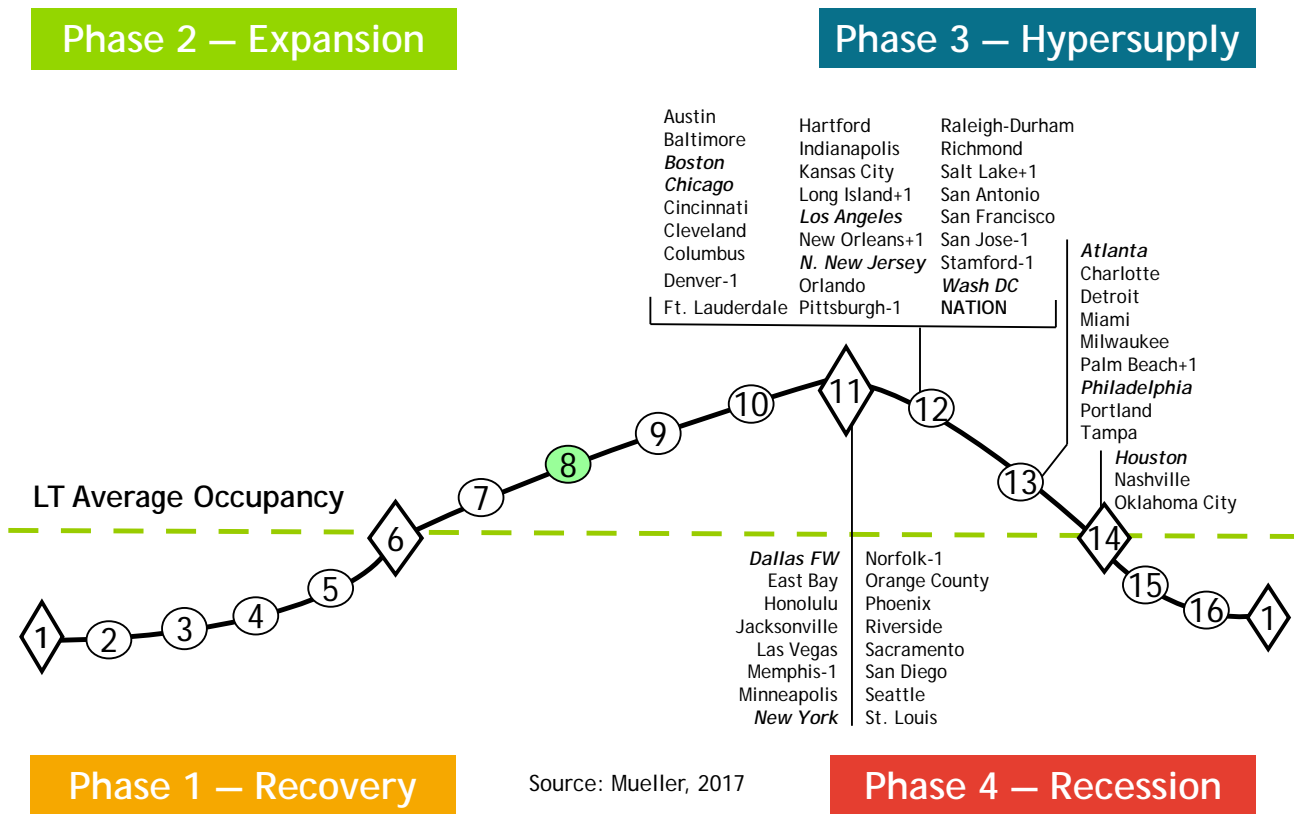 Phase 2 — Expansion
Phase 3 — Hypersupply
Austin
Baltimore
Boston
Chicago
Cincinnati
Cleveland
Columbus
Denver-1
Ft. Lauderdale
Hartford
Indianapolis
Kansas City
Long Island+1
Los Angeles
New Orleans+1
N. New Jersey
Orlando
Pittsburgh-1
Raleigh-Durham
Richmond
Salt Lake+1
San Antonio
San Francisco
San Jose-1
Stamford-1
Wash DC
NATION
Atlanta
Charlotte
Detroit
Miami
Milwaukee
Palm Beach+1
Philadelphia
Portland
Tampa
Houston
Nashville
Oklahoma City
LT Average Occupancy
1
2
3
4
5
6
7
8
9
10
11
12
13
14
15
16
1
Dallas FW
East Bay
Honolulu
Jacksonville
Las Vegas
Memphis-1
Minneapolis
New York
Norfolk-1
Orange County
Phoenix
Riverside
Sacramento
San Diego
Seattle
St. Louis
Phase 1 — Recovery
Source: Mueller, 2017
Phase 4 — Recession